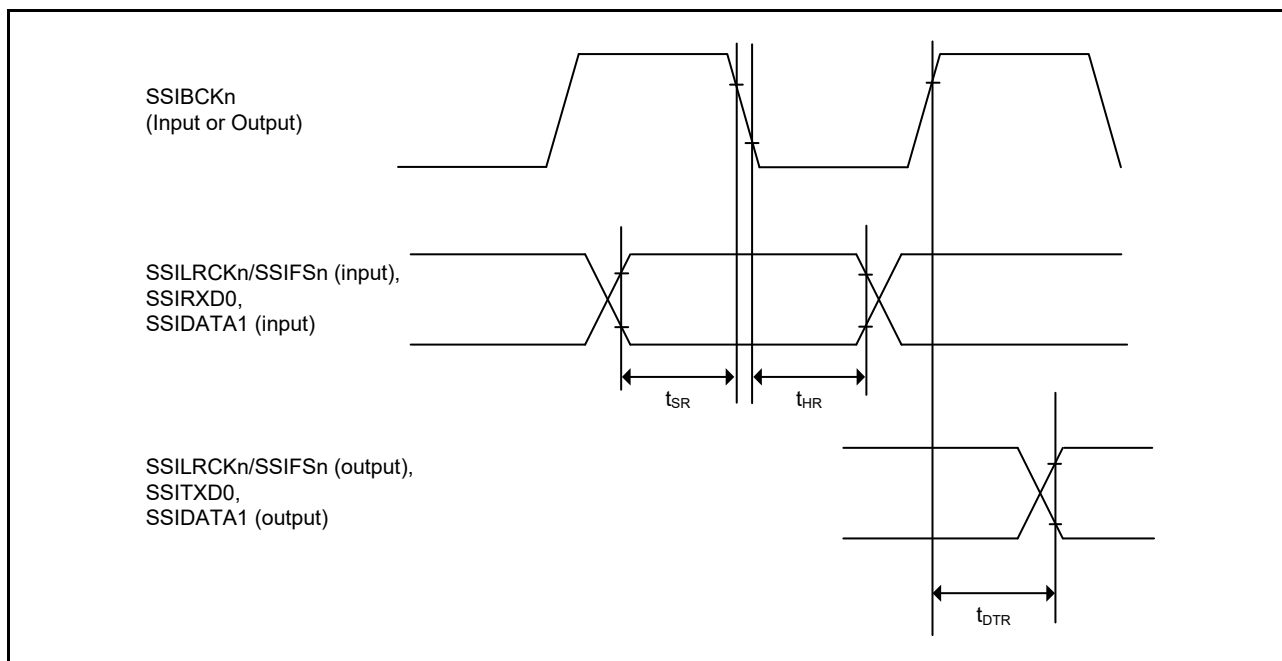 SSIBCKn
(Input or Output)
SSILRCKn/SSIFSn (input),
SSIRXD0,
SSIDATA1 (input)
tSR
tHR
SSILRCKn/SSIFSn (output),
SSITXD0,
SSIDATA1 (output)
tDTR